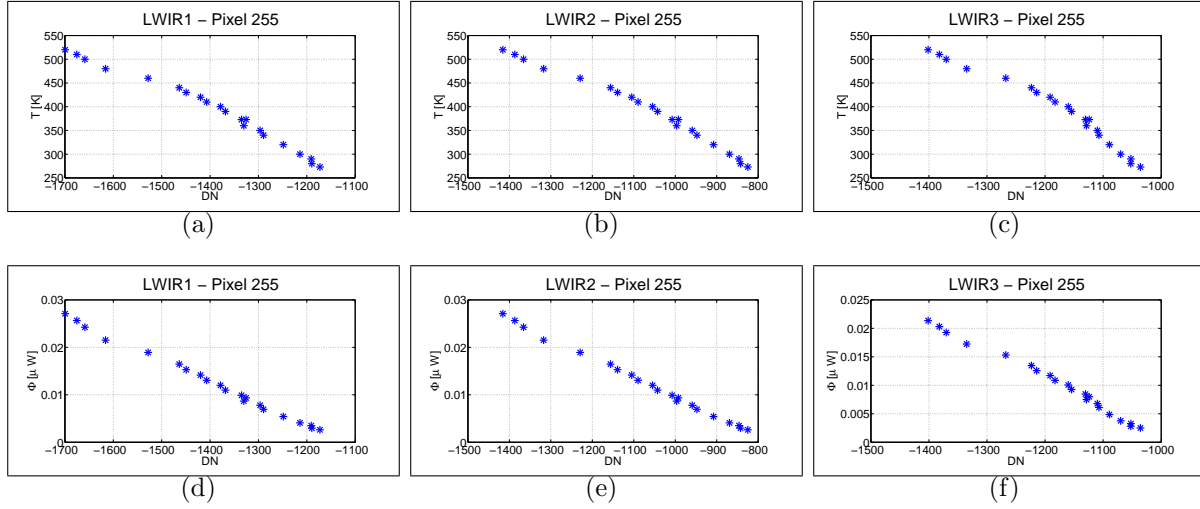 LWIR1 − Pixel 255
550
500
450
400
350
300
250
T [K]
−1700 −1600 −1500 −1400 −1300 −1200 −1100
DN
(a)
LWIR2 − Pixel 255
550
500
450
400
350
300
250
T [K]
−1500 −1400 −1300 −1200 −1100 −1000 −900 −800
DN
(b)
LWIR3 − Pixel 255
550
500
450
400
350
300
250
T [K]
−1500 −1400 −1300 −1200 −1100 −1000
DN
(c)
LWIR1 − Pixel 255
0.03
0.02
0.01
0
Φ [μ W]
−1700 −1600 −1500 −1400 −1300 −1200 −1100
DN
(d)
LWIR2 − Pixel 255
0.03
0.02
0.01
0
Φ [μ W]
−1500 −1400 −1300 −1200 −1100 −1000 −900 −800
DN
(e)
LWIR3 − Pixel 255
0.025
0.02
0.015
0.01
0.005
0
Φ [μ W]
−1500 −1400 −1300 −1200 −1100 −1000
DN
(f)